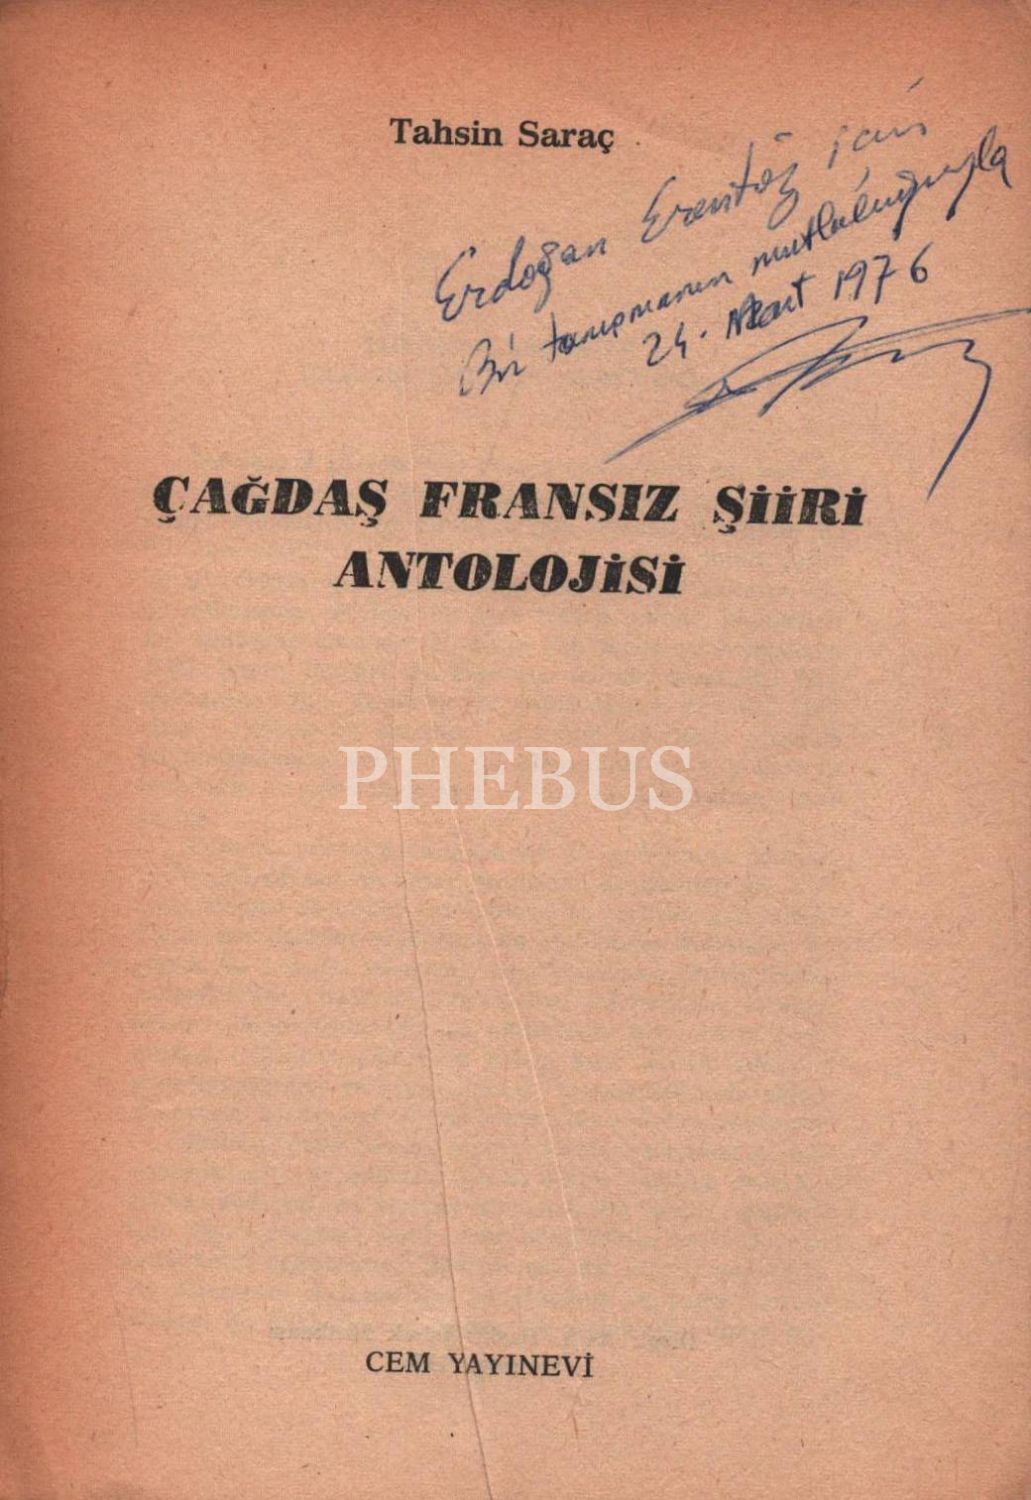 Tahsin Saraç
Erdoğan Erentöz için
Bir tanışmanın mutluluğuyla
24. Mart 1976
ÇAĞDAŞ FRANSIZ ŞİİRİ
ANTOLOJİSİ
PHEBUS
CEM YAYINEVİ